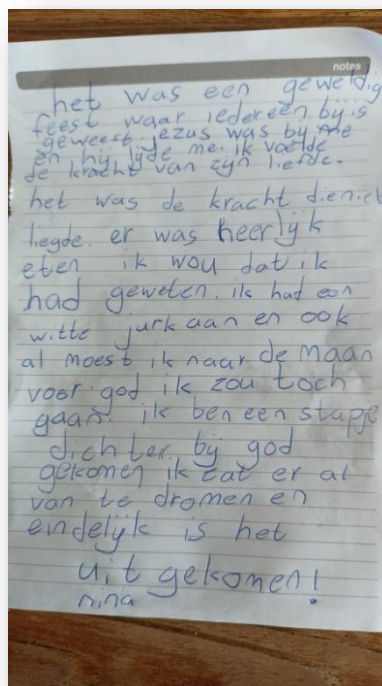 notes
het was een geweldig
feest waar iedereen bij is
geweest. jezus was bij me
en hij lijde me. ik voelde
de kracht van zijn liefde.
het was de kracht die niet
liegde. er was heerlijk
eten ik wou dat ik
had geweten. ik had een
witte jurk aan en ook
al moest ik naar de maan
voor god ik zou toch
gaan. ik ben een stapje
dichter bij god
gekomen ik zat er al
van te dromen en
eindelijk is het
uit gekomen!
nina